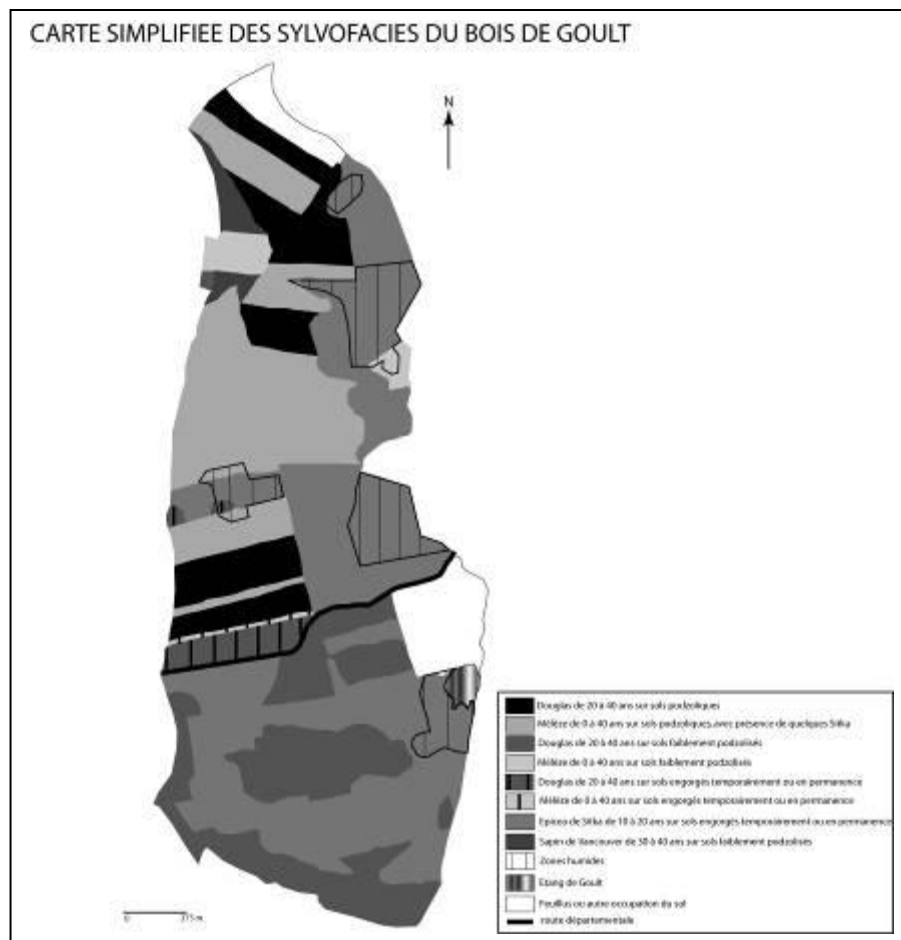 CARTE SIMPLIFIEE DES SYLVOFACIES DU BOIS DE GOULT
N
Douglas de 20 à 40 ans sur sols podzoliques
Mélèze de 0 à 40 ans sur sols podzoliques, avec présence de quelques Sitka
Douglas de 20 à 40 ans sur sols faiblement podzolisés
Mélèze de 0 à 40 ans sur sols faiblement podzolisés
Douglas de 20 à 40 ans sur sols engorgés temporairement ou en permanence
Mélèze de 0 à 40 ans sur sols engorgés temporairement ou en permanence
Epicea de Sitka de 10 à 20 ans sur sols engorgés temporairement ou en permanence
Sapin de Vancouver de 30 à 40 ans sur sols faiblement podzolisés
Zones humides
Etang de Goult
Feuillus ou autre occupation du sol
route départementale
0 375 m